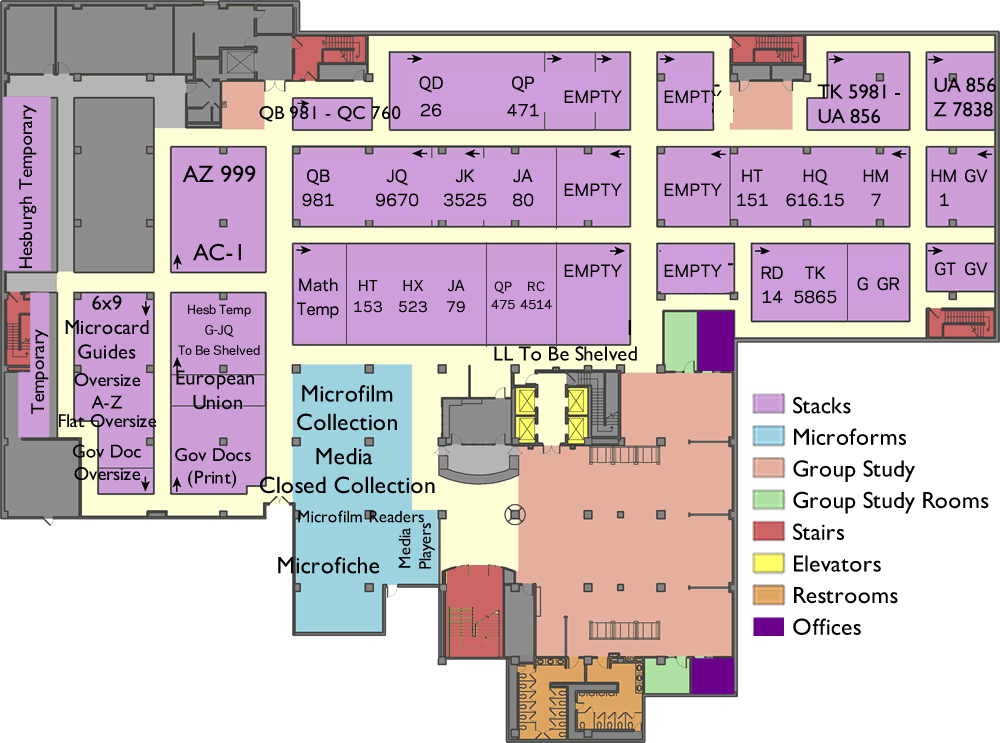 QB 981 - QC 760
QD
26
QP
471
EMPTY
EMPTY
TK 5981 -
UA 856
UA 856
Z 7838
Hesburgh Temporary
AZ 999
AC-1
QB
981
JQ
9670
JK
3525
JA
80
EMPTY
EMPTY
HT
151
HQ
616.15
HM
7
HM GV
1
Math
Temp
HT
153
HX
523
JA
79
QP
475
RC
4514
EMPTY
EMPTY
RD
14
TK
5865
G GR
GT GV
Temporary
6x9
Microcard
Guides
Oversize
A-Z
Flat Oversize
Gov Doc
Oversize
Hesb Temp
G-JQ
To Be Shelved
European
Union
Gov Docs
(Print)
LL To Be Shelved
Microfilm
Collection
Media
Closed Collection
Microfilm Readers
Media
Players
Microfiche
Stacks
Microforms
Group Study
Group Study Rooms
Stairs
Elevators
Restrooms
Offices